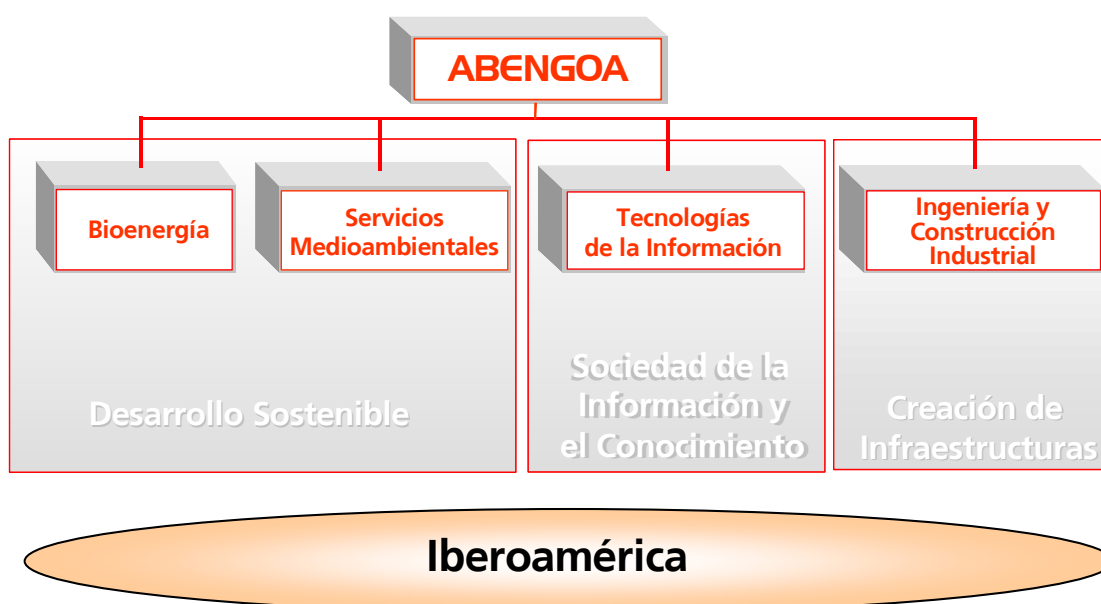 ABENGOA
Bioenergía
Servicios
Medioambientales
Tecnologías
de la Información
Ingeniería y
Construcción
Industrial
Desarrollo Sostenible
Sociedad de la
Información y
el Conocimiento
Creación de
Infraestructuras
Iberoamérica